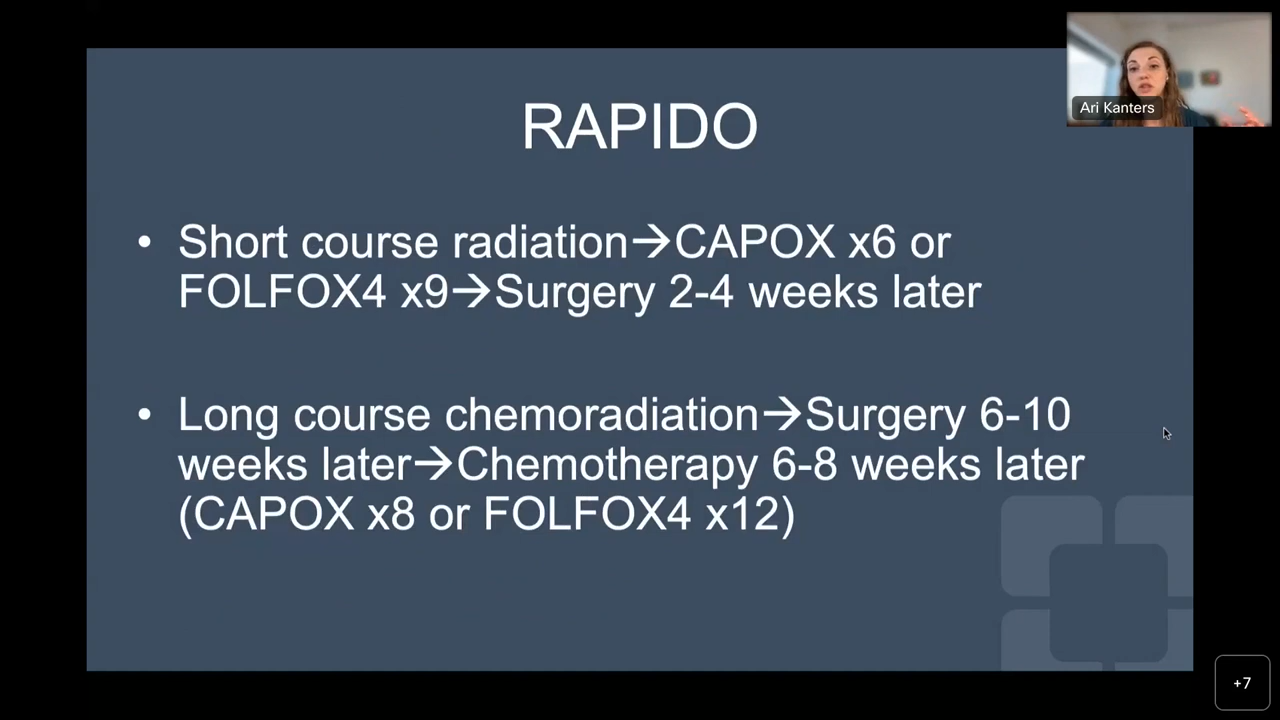 Ari Kanters
RAPIDO
• Short course radiation→CAPOX x6 or
FOLFOX4 x9→Surgery 2-4 weeks later
• Long course chemoradiation→Surgery 6-10
weeks later→Chemotherapy 6-8 weeks later
(CAPOX x8 or FOLFOX4 x12)
+7